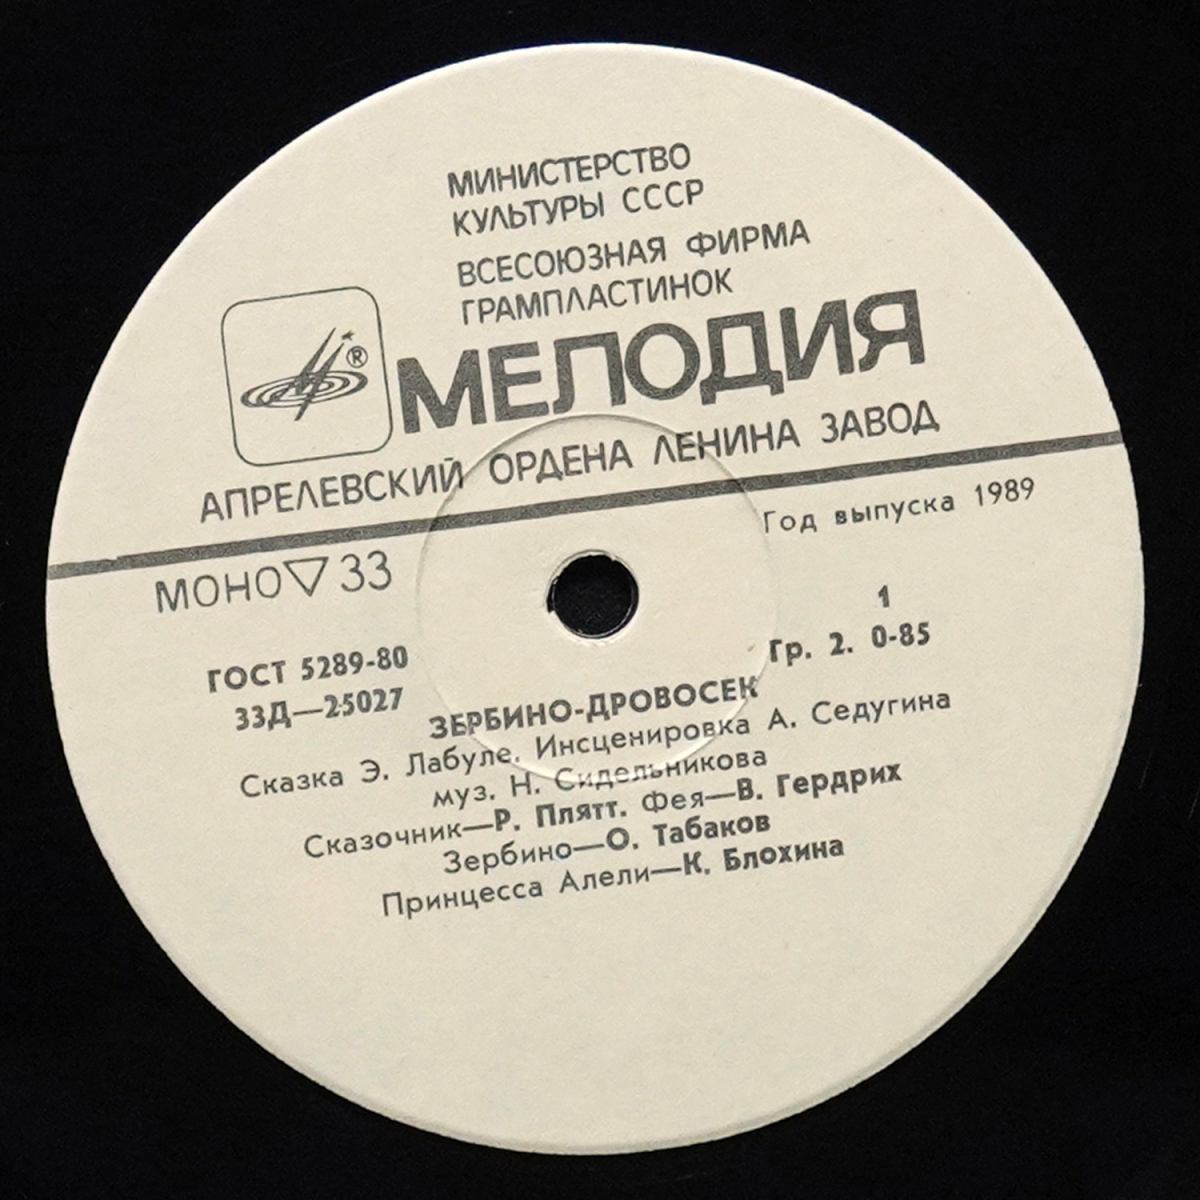 МИНИСТЕРСТВО
КУЛЬТУРЫ СССР
ВСЕСОЮЗНАЯ ФИРМА
ГРАМПЛАСТИНОК
®
МЕЛОДИЯ
АПРЕЛЕВСКИЙ ОРДЕНА ЛЕНИНА ЗАВОД
МОНО ▽ 33
Год выпуска 1989
ГОСТ 5289-80
33Д—25027
1
Гр. 2. 0-85
ЗЕРБИНО-ДРОВОСЕК
Сказка Э. Лабуле. Инсценировка А. Седугина
муз. Н. Сидельникова
Сказочник—Р. Плятт. Фея—В. Гердрих
Зербино—О. Табаков
Принцесса Алели—К. Блохина